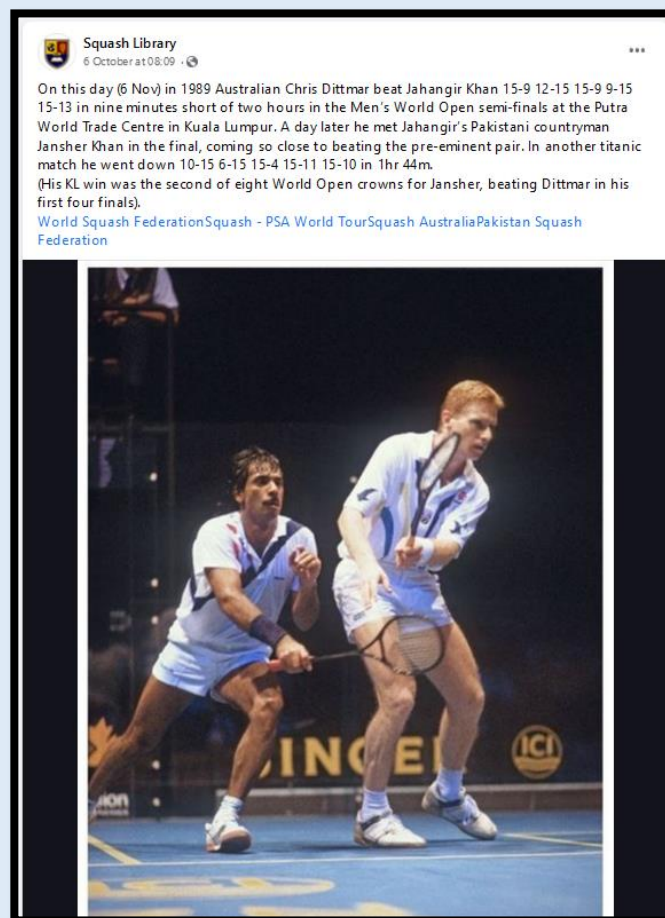 Squash Library
6 October at 08:09
On this day (6 Nov) in 1989 Australian Chris Dittmar beat Jahangir Khan 15-9 12-15 15-9 9-15
15-13 in nine minutes short of two hours in the Men's World Open semi-finals at the Putra
World Trade Centre in Kuala Lumpur. A day later he met Jahangir's Pakistani countryman
Jansher Khan in the final, coming so close to beating the pre-eminent pair. In another titanic
match he went down 10-15 6-15 15-4 15-11 15-10 in 1hr 44m.
(His KL win was the second of eight World Open crowns for Jansher, beating Dittmar in his
first four finals).
World Squash FederationSquash - PSA World TourSquash AustraliaPakistan Squash
Federation
INGE
ICI